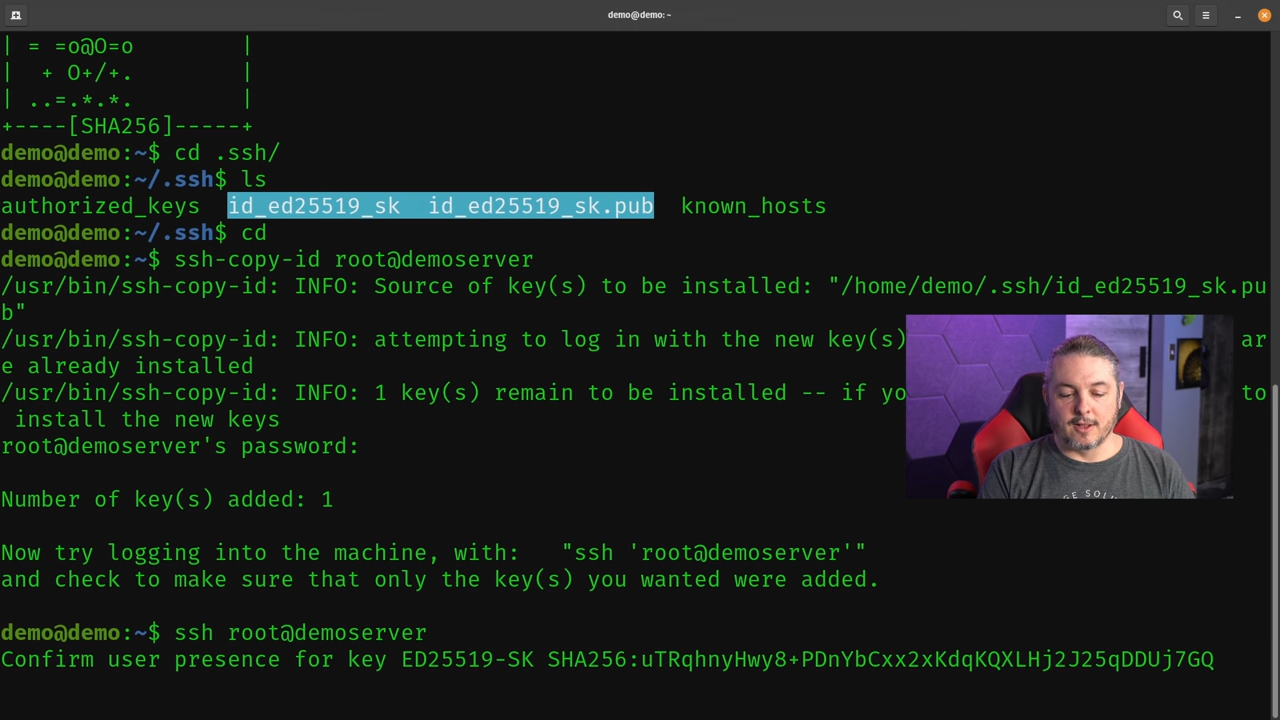 demo@demo: ~
| = =o@O=o |
| + O+/+. |
| ..=.*.*. |
+----[SHA256]-----+
demo@demo:~$ cd .ssh/
demo@demo:~/.ssh$ ls
authorized_keys id_ed25519_sk id_ed25519_sk.pub known_hosts
demo@demo:~/.ssh$ cd
demo@demo:~$ ssh-copy-id root@demoserver
/usr/bin/ssh-copy-id: INFO: Source of key(s) to be installed: "/home/demo/.ssh/id_ed25519_sk.pu
b"
/usr/bin/ssh-copy-id: INFO: attempting to log in with the new key(s) ar
e already installed
/usr/bin/ssh-copy-id: INFO: 1 key(s) remain to be installed -- if yo to
install the new keys
root@demoserver's password:
Number of key(s) added: 1
Now try logging into the machine, with: "ssh 'root@demoserver'"
and check to make sure that only the key(s) you wanted were added.
demo@demo:~$ ssh root@demoserver
Confirm user presence for key ED25519-SK SHA256:uTRqhnyHwy8+PDnYbCxx2xKdqKQXLHj2J25qDDUj7GQ